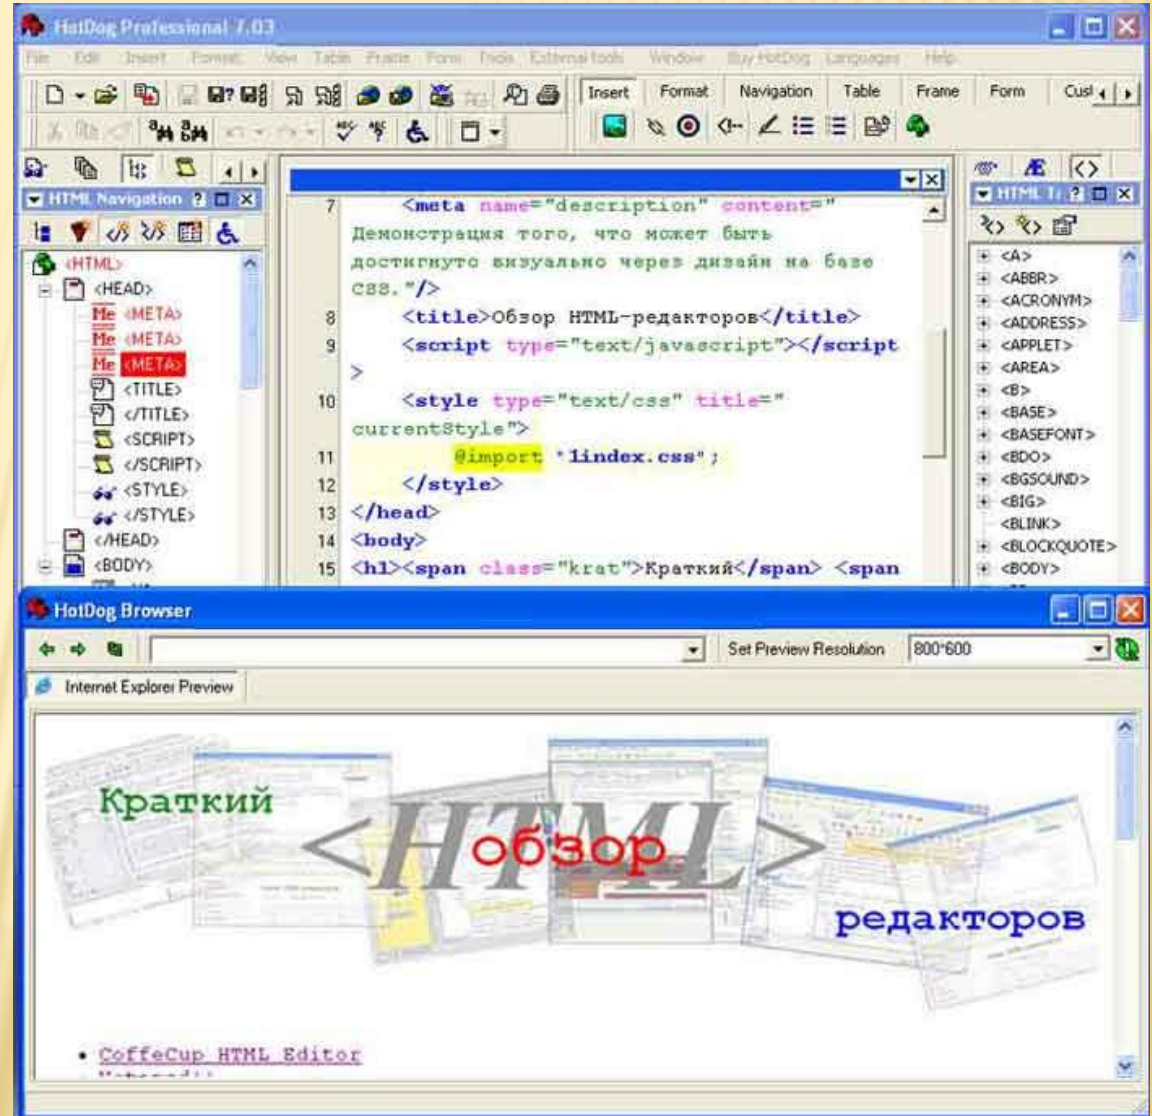 HotDog Professional 7.03
File Edit Insert Format View Table Frame Form Tools External tools Window Buy HotDog Languages Help
Insert Format Navigation Table Frame Form Cust
HTML Navigation
<HTML>
<HEAD>
Me <META>
Me <META>
Me <META>
<TITLE>
</TITLE>
<SCRIPT>
</SCRIPT>
<STYLE>
</STYLE>
</HEAD>
<BODY>
7 <meta name="description" content="
Демонстрация того, что может быть
достигнуто визуально через дизайн на базе
CSS."/>
8 <title>Обзор HTML-редакторов</title>
9 <script type="text/javascript"></script
>
10 <style type="text/css" title="
currentStyle">
11 @import "1index.css";
12 </style>
13 </head>
14 <body>
15 <h1><span class="krat">Краткий</span> <span
HTML T
<A>
<ABBR>
<ACRONYM>
<ADDRESS>
<APPLET>
<AREA>
<B>
<BASE>
<BASEFONT>
<BDO>
<BGSOUND>
<BIG>
<BLINK>
<BLOCKQUOTE>
<BODY>
HotDog Browser
Set Preview Resolution 800*600
Internet Explorer Preview
Краткий
<HTML>
обзор
редакторов
CoffeCup HTML Editor